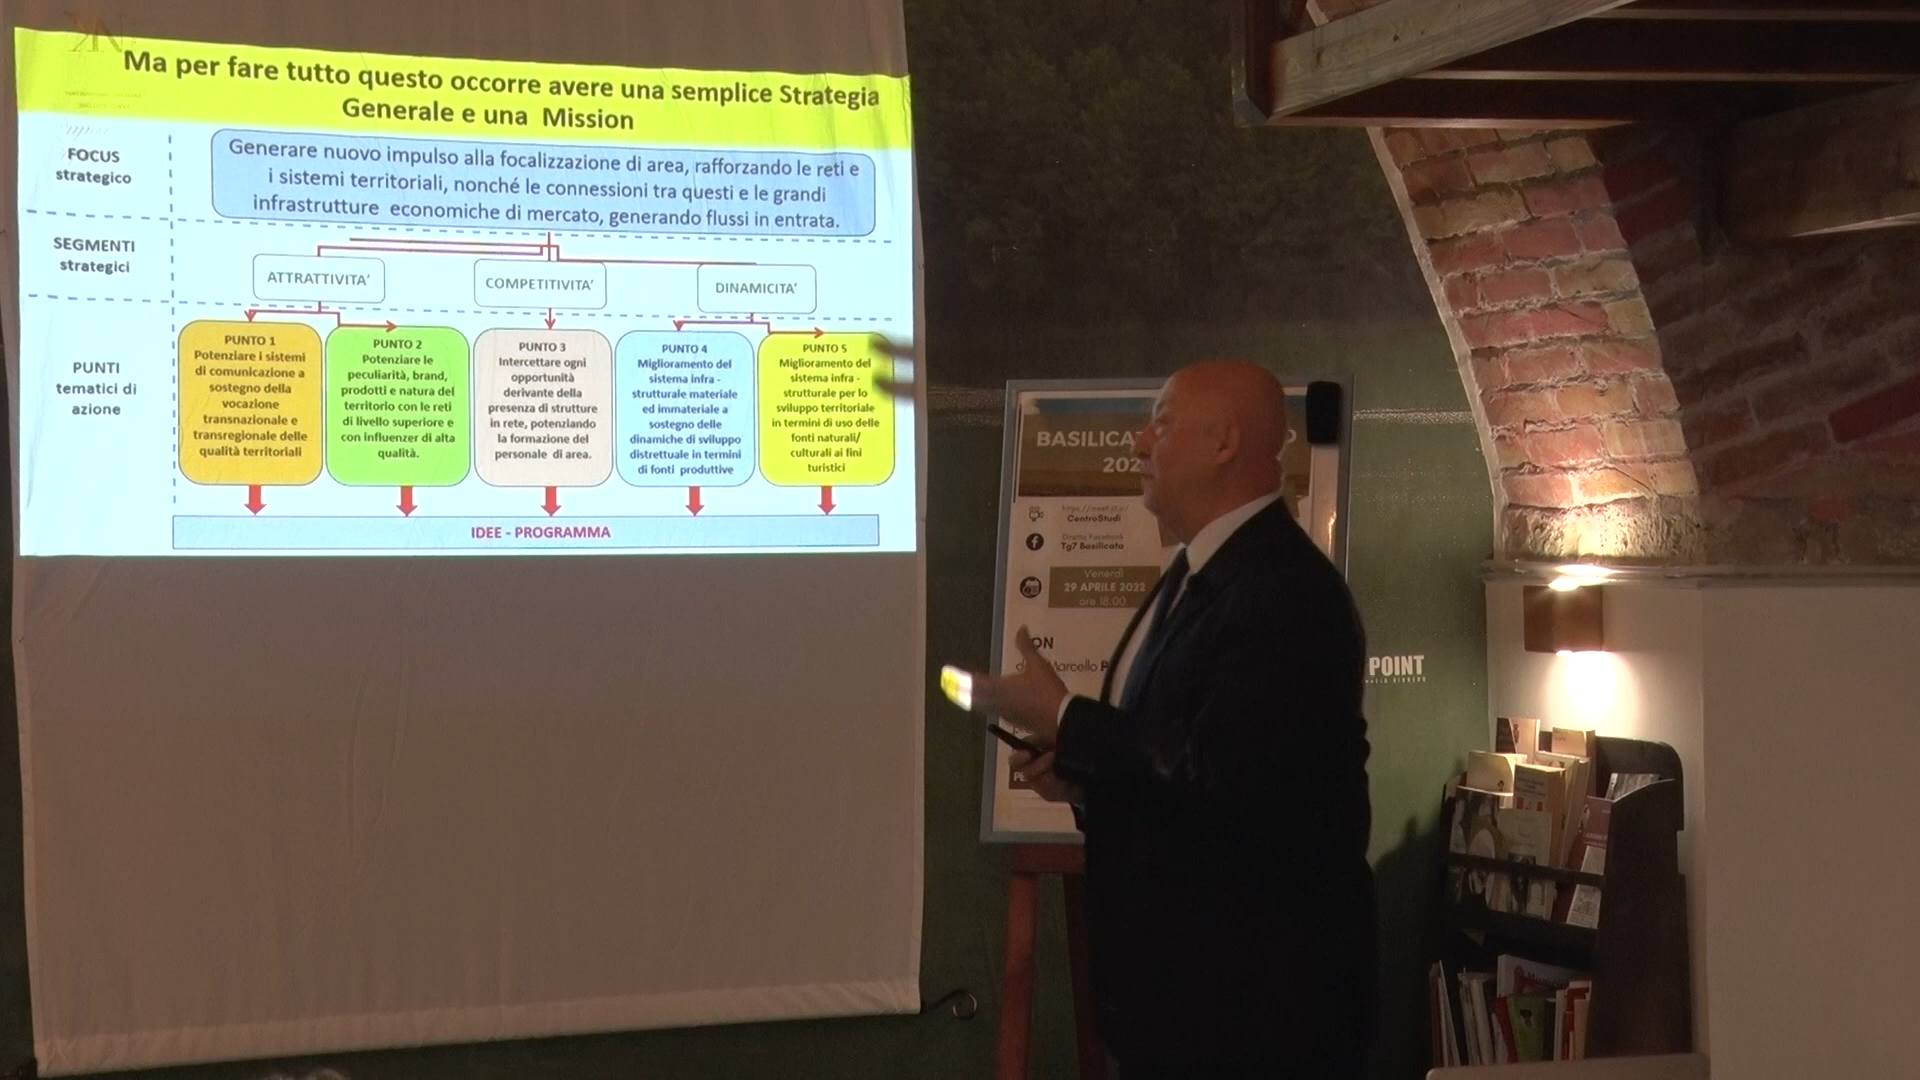 Ma per fare tutto questo occorre avere una semplice Strategia
Generale e una Mission
FOCUS
strategico
Generare nuovo impulso alla focalizzazione di area, rafforzando le reti e
i sistemi territoriali, nonché le connessioni tra questi e le grandi
infrastrutture economiche di mercato, generando flussi in entrata.
SEGMENTI
strategici
ATTRATTIVITA'
COMPETITIVITA'
DINAMICITA'
PUNTI
tematici di
azione
PUNTO 1
Potenziare i sistemi
di comunicazione a
sostegno della
vocazione
transnazionale e
transregionale delle
qualità territoriali
PUNTO 2
Potenziare le
peculiarità, brand,
prodotti e natura del
territorio con le reti
di livello superiore e
con influenzer di alta
qualità.
PUNTO 3
Intercettare ogni
opportunità
derivante della
presenza di strutture
in rete, potenziando
la formazione del
personale di area.
PUNTO 4
Miglioramento del
sistema infra -
strutturale materiale
ed immateriale a
sostegno delle
dinamiche di sviluppo
distrettuale in termini
di fonti produttive
PUNTO 5
Miglioramento del
sistema infra -
strutturale per lo
sviluppo territoriale
in termini di uso delle
fonti naturali/
culturali ai fini
turistici
IDEE - PROGRAMMA
BASILICAT
202
CentroStudi
Diretta Facebook
Tg7 Basilicata
Venerdì
29 APRILE 2022
ore 18.00
ON
Marcello
POINT